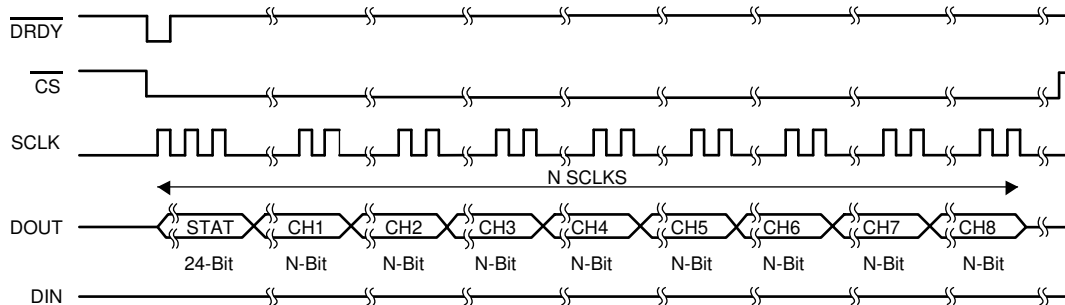 DRDY
CS
SCLK
N SCLKS
DOUT STAT CH1 CH2 CH3 CH4 CH5 CH6 CH7 CH8
24-Bit N-Bit N-Bit N-Bit N-Bit N-Bit N-Bit N-Bit N-Bit
DIN